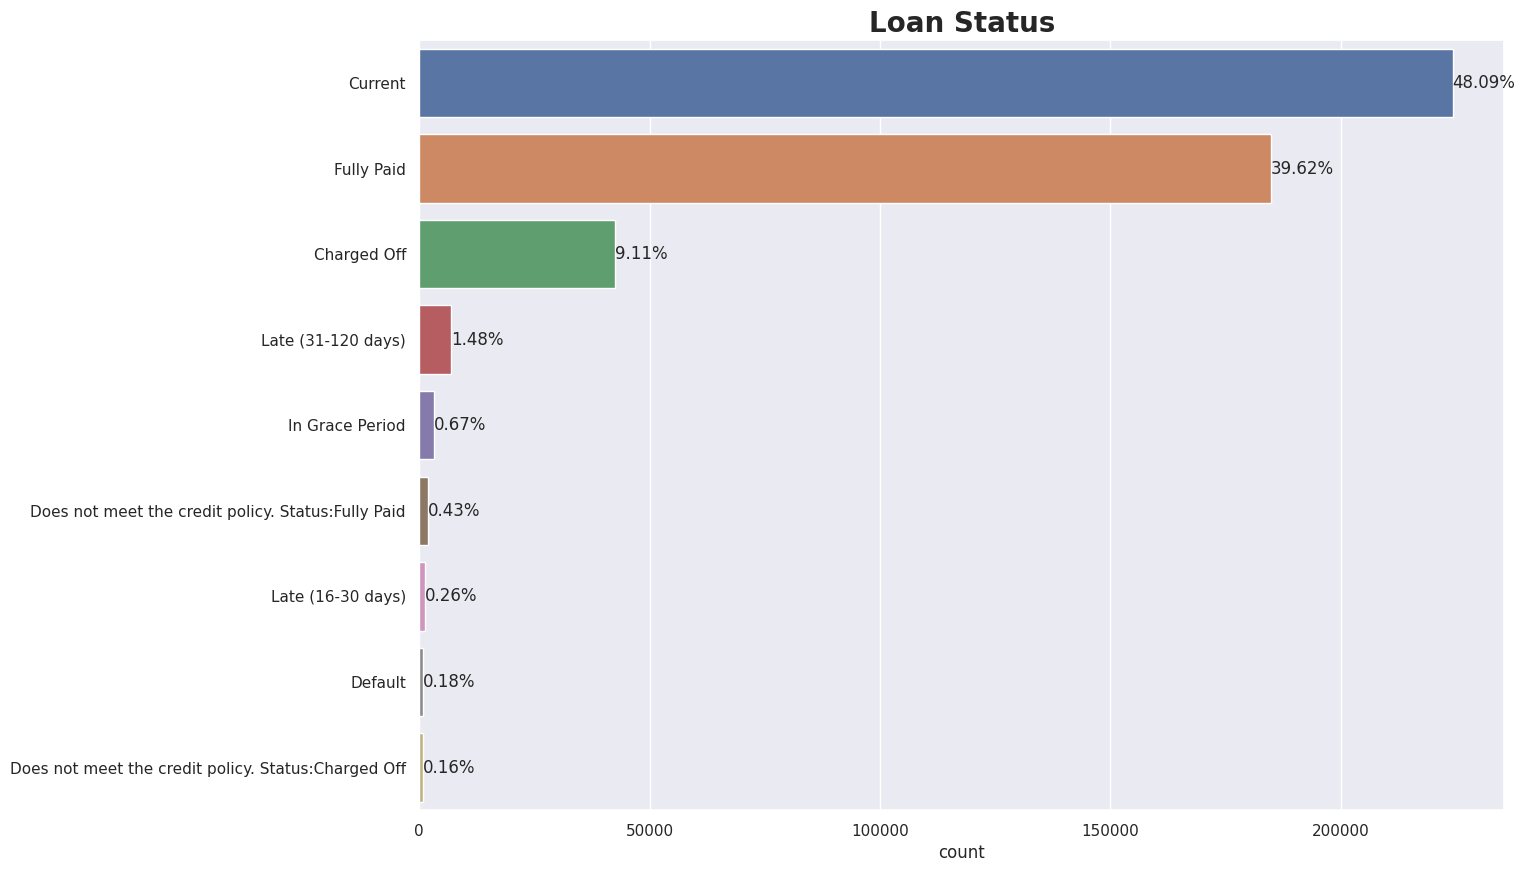 Loan Status
Current
48.09%
Fully Paid
39.62%
Charged Off
9.11%
Late (31-120 days)
1.48%
In Grace Period
0.67%
Does not meet the credit policy. Status:Fully Paid
0.43%
Late (16-30 days)
0.26%
Default
0.18%
Does not meet the credit policy. Status:Charged Off
0.16%
0 50000 100000 150000 200000
count